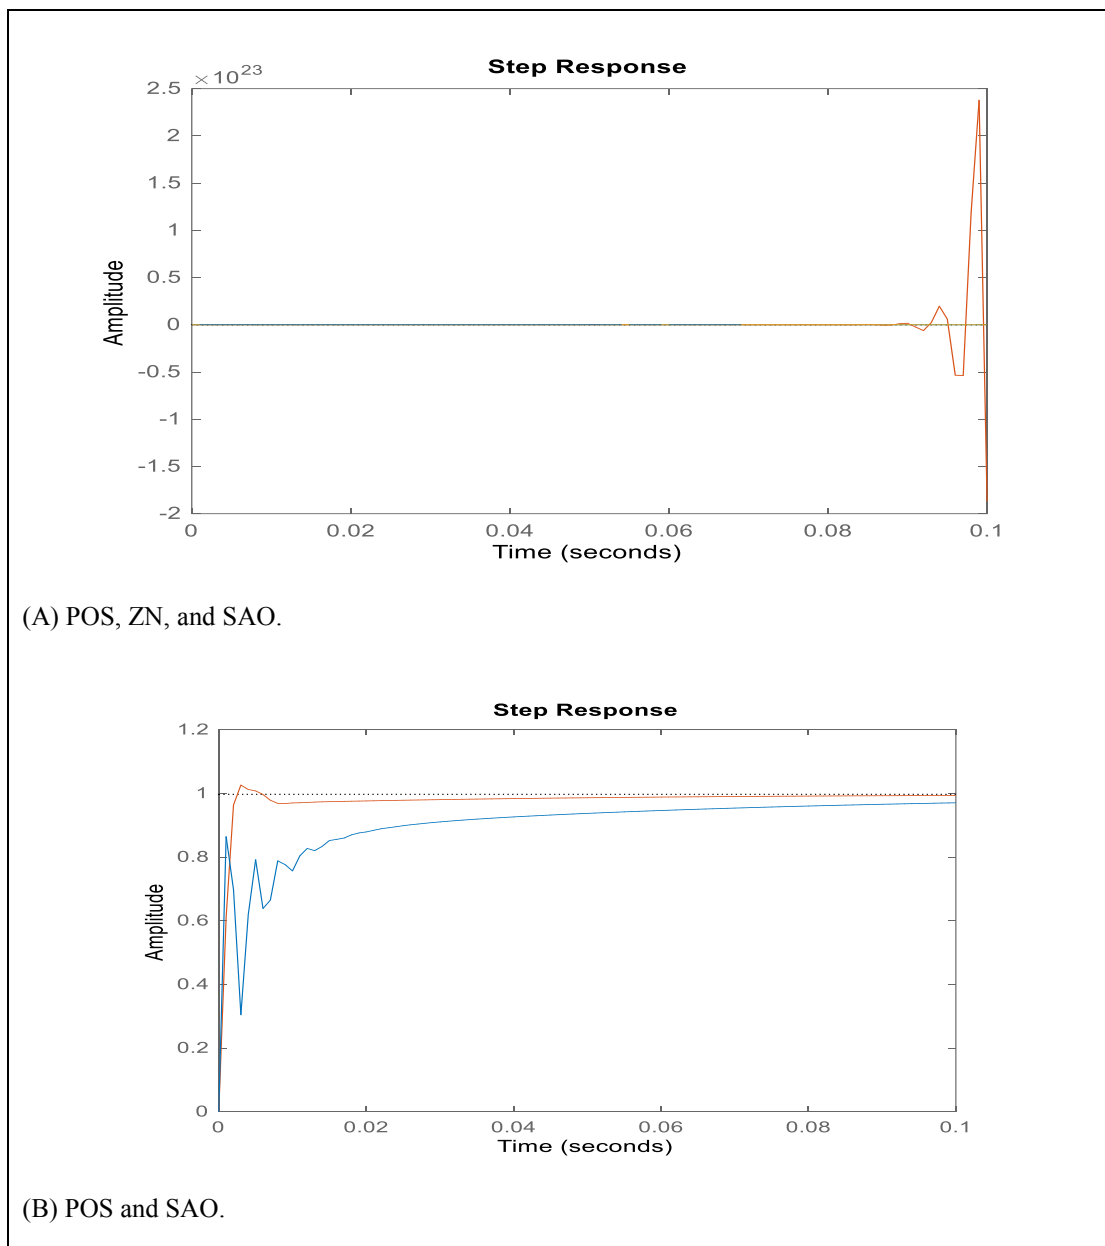 Step Response
×10^23
2.5
2
1.5
1
0.5
0
-0.5
-1
-1.5
-2
Amplitude
0 0.02 0.04 0.06 0.08 0.1
Time (seconds)
(A) POS, ZN, and SAO.
Step Response
1.2
1
0.8
0.6
0.4
0.2
0
Amplitude
0 0.02 0.04 0.06 0.08 0.1
Time (seconds)
(B) POS and SAO.